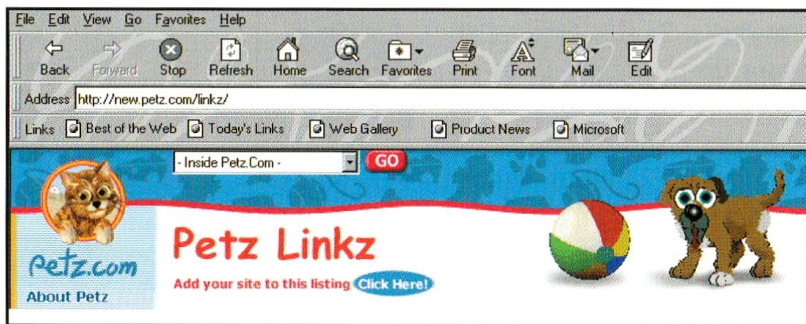 File Edit View Go Favorites Help
Back Forward Stop Refresh Home Search Favorites Print Font Mail Edit
Address http://new.petz.com/linkz/
Links Best of the Web Today's Links Web Gallery Product News Microsoft
- Inside Petz.Com - GO
petz.com
About Petz
Petz Linkz
Add your site to this listing Click Here!